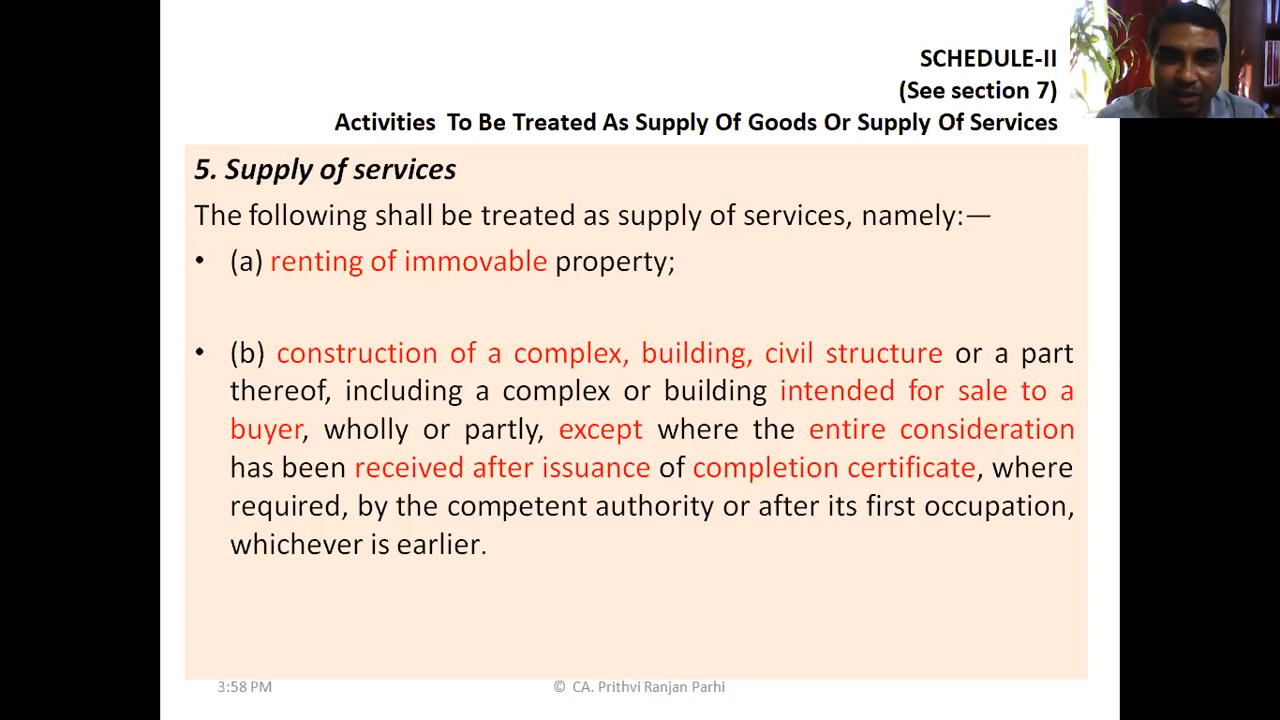 SCHEDULE-II
(See section 7)
Activities To Be Treated As Supply Of Goods Or Supply Of Services
5. Supply of services
The following shall be treated as supply of services, namely:—
• (a) renting of immovable property;
• (b) construction of a complex, building, civil structure or a part
thereof, including a complex or building intended for sale to a
buyer, wholly or partly, except where the entire consideration
has been received after issuance of completion certificate, where
required, by the competent authority or after its first occupation,
whichever is earlier.
3:58 PM
© CA. Prithvi Ranjan Parhi